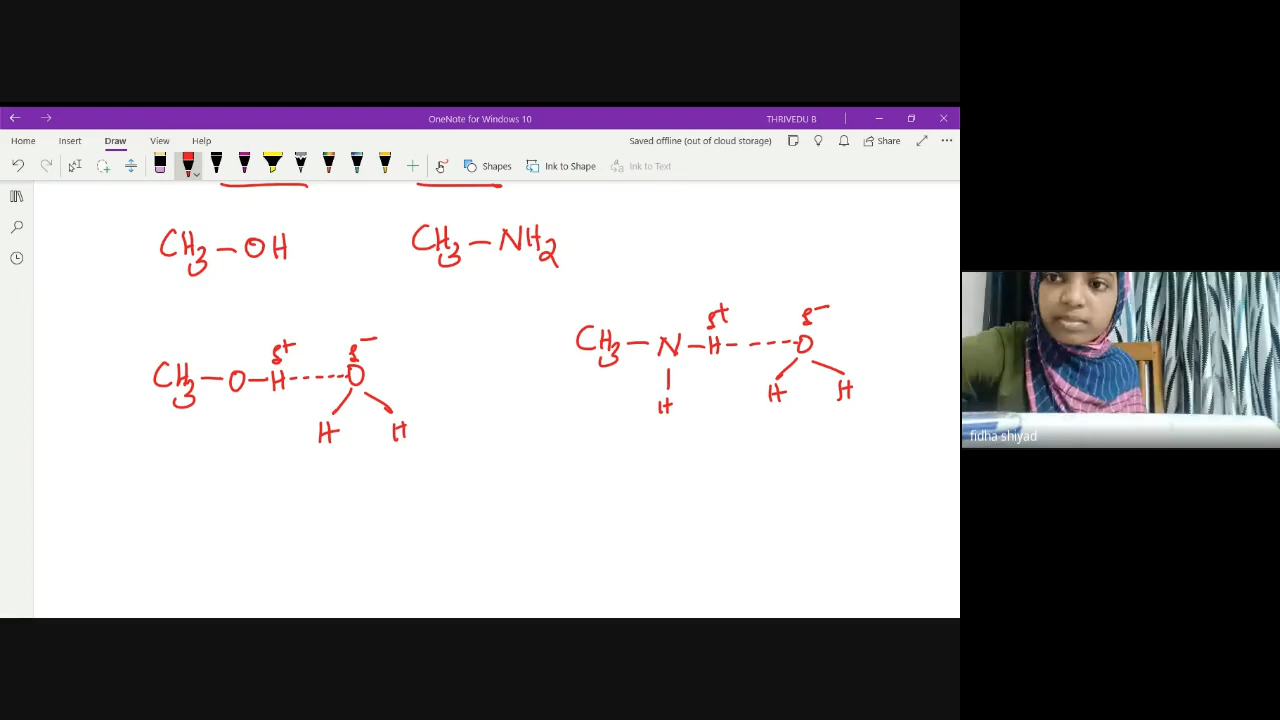 OneNote for Windows 10
THRIVEDU B
Home Insert Draw View Help
Saved offline (out of cloud storage)
Share
Shapes
Ink to Shape
Ink to Text
CH3 – OH
CH3 – NH2
δ+ δ-
CH3 – O – H ----- O
H H
δ+ δ-
CH3 – N – H ----- O
H H H
fidha shiyad